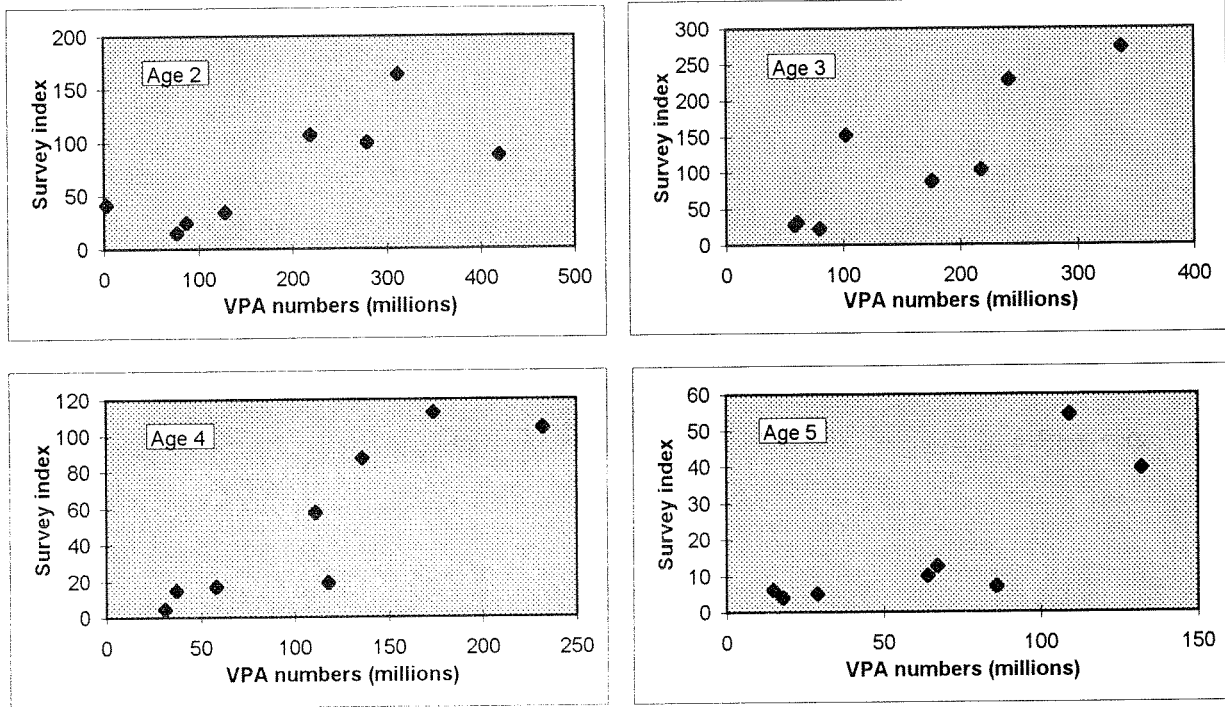 Age 2
Survey index
200
150
100
50
0
0 100 200 300 400 500
VPA numbers (millions)
Age 3
Survey index
300
250
200
150
100
50
0
0 100 200 300 400
VPA numbers (millions)
Age 4
Survey index
120
100
80
60
40
20
0
0 50 100 150 200 250
VPA numbers (millions)
Age 5
Survey index
60
50
40
30
20
10
0
0 50 100 150
VPA numbers (millions)